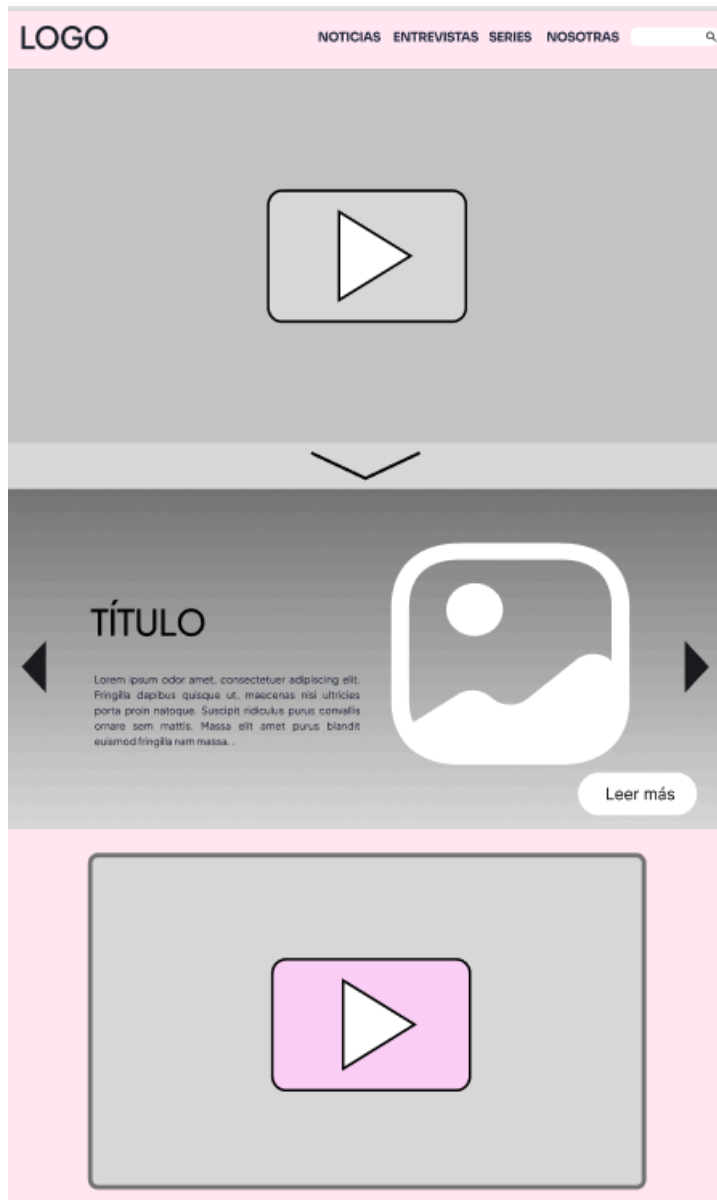 LOGO
NOTICIAS ENTREVISTAS SERIES NOSOTRAS
TÍTULO
Lorem ipsum odor amet, consectetuer adipiscing elit.
Fringilla dapibus quisque ut, maecenas nisi ultricies
porta proin natoque. Suscipit ridiculus purus convallis
ornare sem mattis. Massa elit amet purus blandit
euismod fringilla nam massa. .
Leer más